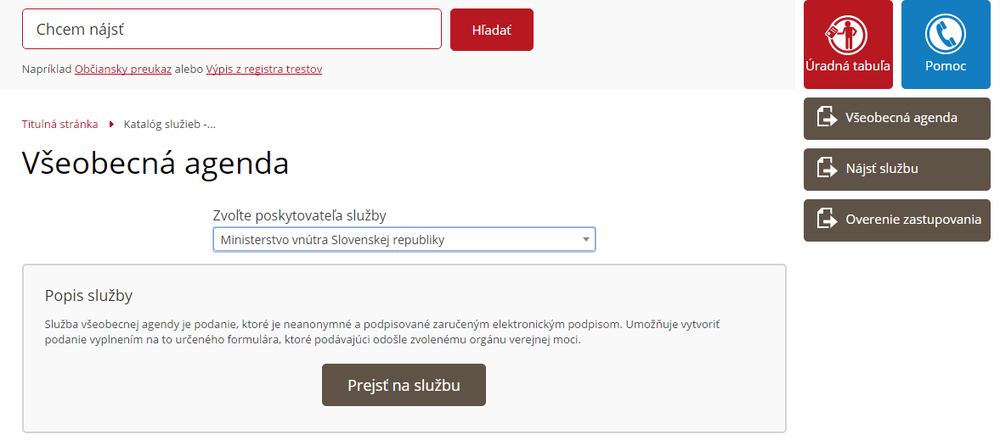 Chcem nájsť
Hľadať
Napríklad Občiansky preukaz alebo Výpis z registra trestov
Úradná tabuľa
Pomoc
Všeobecná agenda
Nájsť službu
Overenie zastupovania
Titulná stránka
Katalóg služieb -...
Všeobecná agenda
Zvoľte poskytovateľa služby
Ministerstvo vnútra Slovenskej republiky
Popis služby
Služba všeobecnej agendy je podanie, ktoré je neanonymné a podpisované zaručeným elektronickým podpisom. Umožňuje vytvoriť
podanie vyplnením na to určeného formulára, ktoré podávajúci odošle zvolenému orgánu verejnej moci.
Prejsť na službu